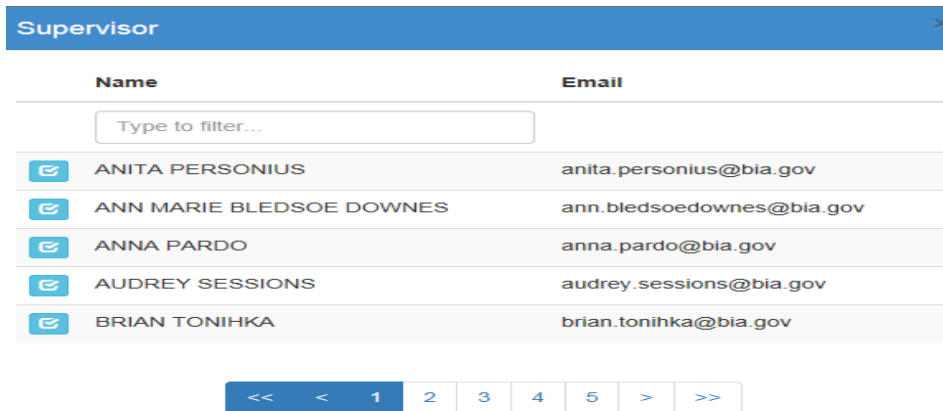 Supervisor ×
Name Email
Type to filter...
ANITA PERSONIUS anita.personius@bia.gov
ANN MARIE BLEDSOE DOWNES ann.bledsoedownes@bia.gov
ANNA PARDO anna.pardo@bia.gov
AUDREY SESSIONS audrey.sessions@bia.gov
BRIAN TONIHKA brian.tonihka@bia.gov
<< < 1 2 3 4 5 > >>